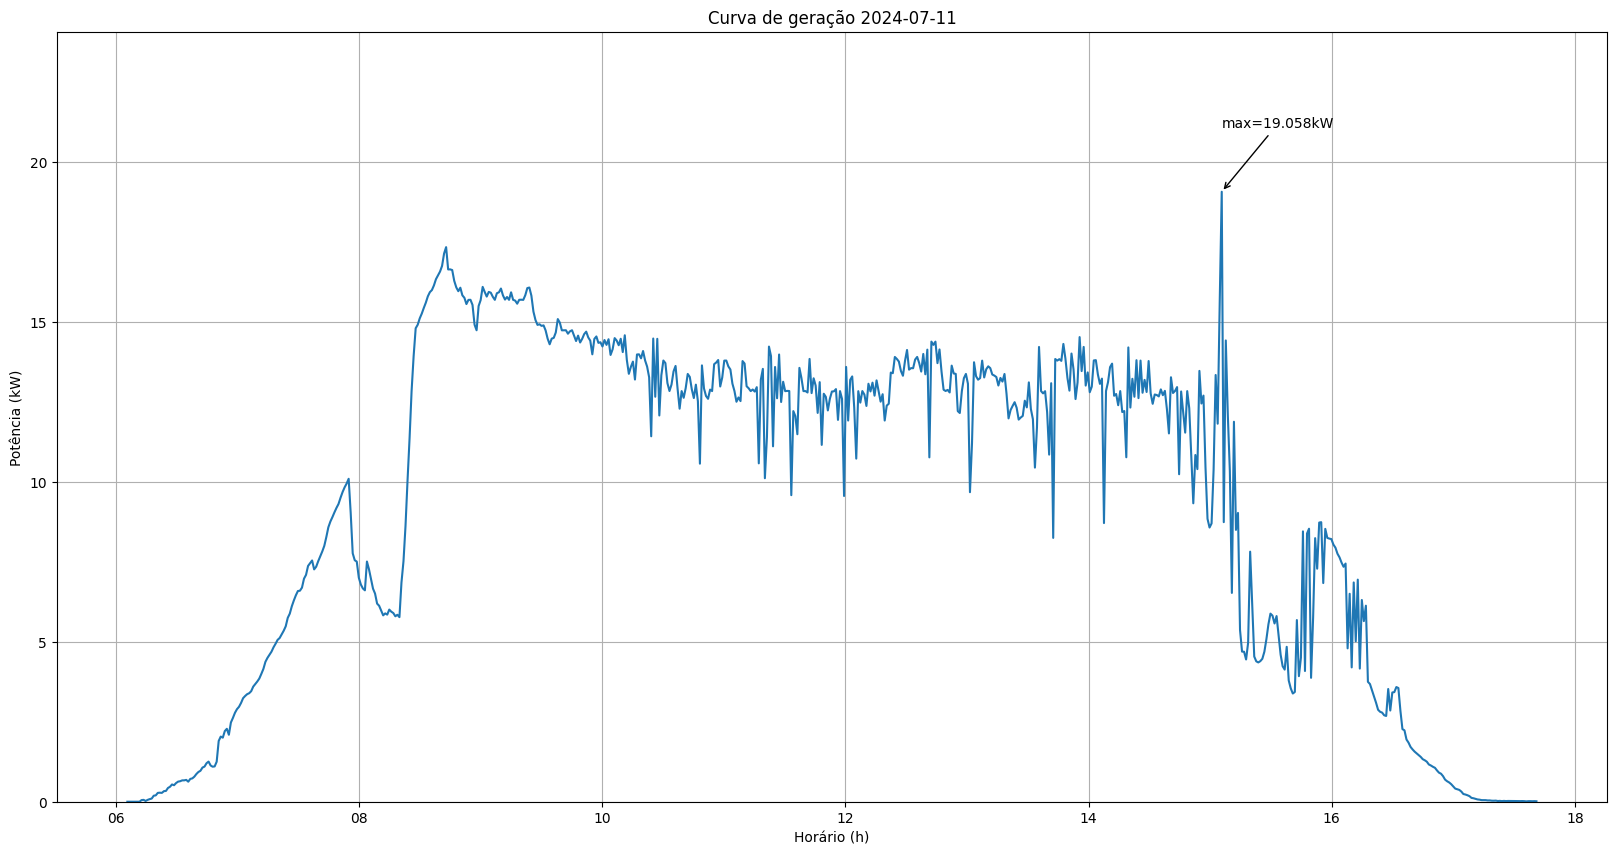 Curva de geração 2024-07-11
max=19.058kW
20
15
10
5
0
Potência (kW)
06 08 10 12 14 16 18
Horário (h)